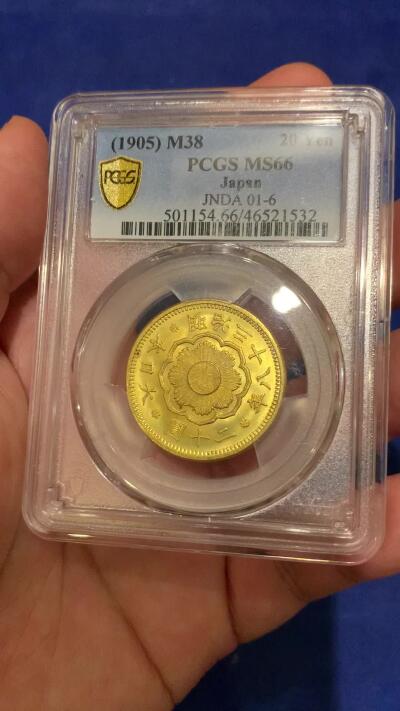 (1905) M38 20 Yen
PCGS MS66
Japan
JNDA 01-6
501154.66/46521532
PCGS
大日本・明治三十八年・二十圓・